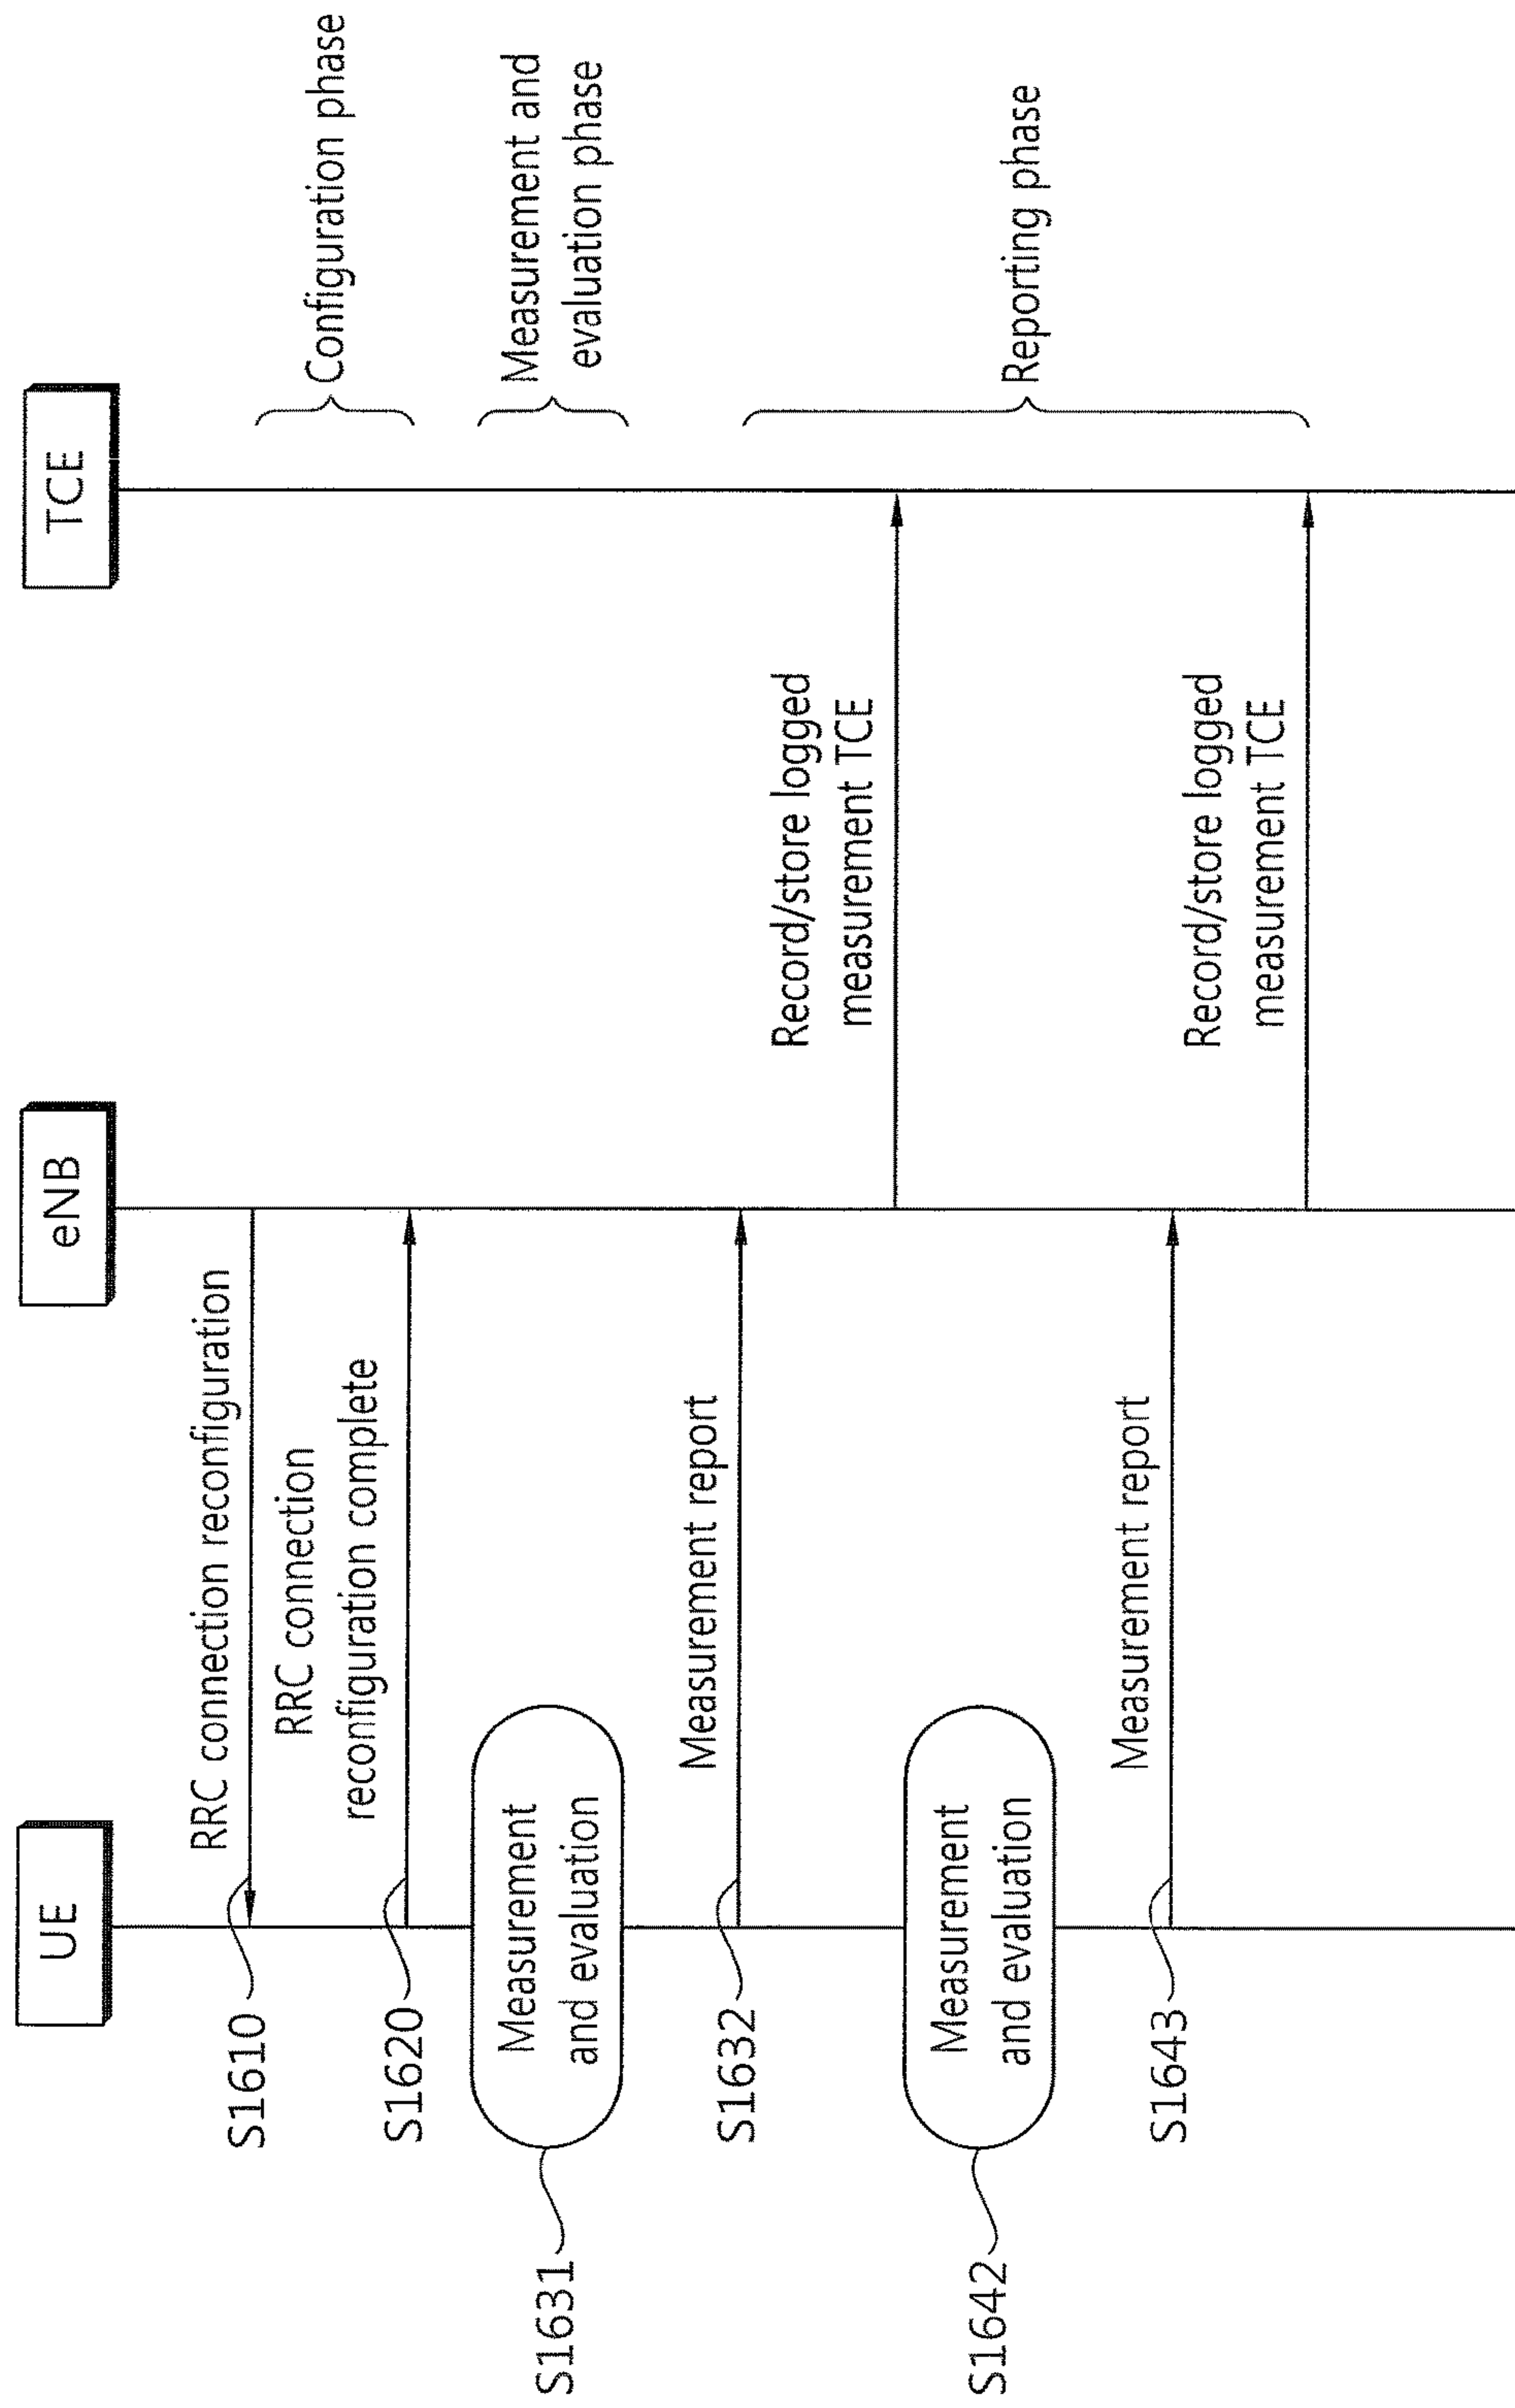 UE
eNB
TCE
S1610
RRC connection reconfiguration
Configuration phase
S1620
RRC connection
reconfiguration complete
S1631
Measurement
and evaluation
Measurement and
evaluation phase
S1632
Measurement report
Record/store logged
measurement TCE
Reporting phase
S1642
Measurement
and evaluation
S1643
Measurement report
Record/store logged
measurement TCE